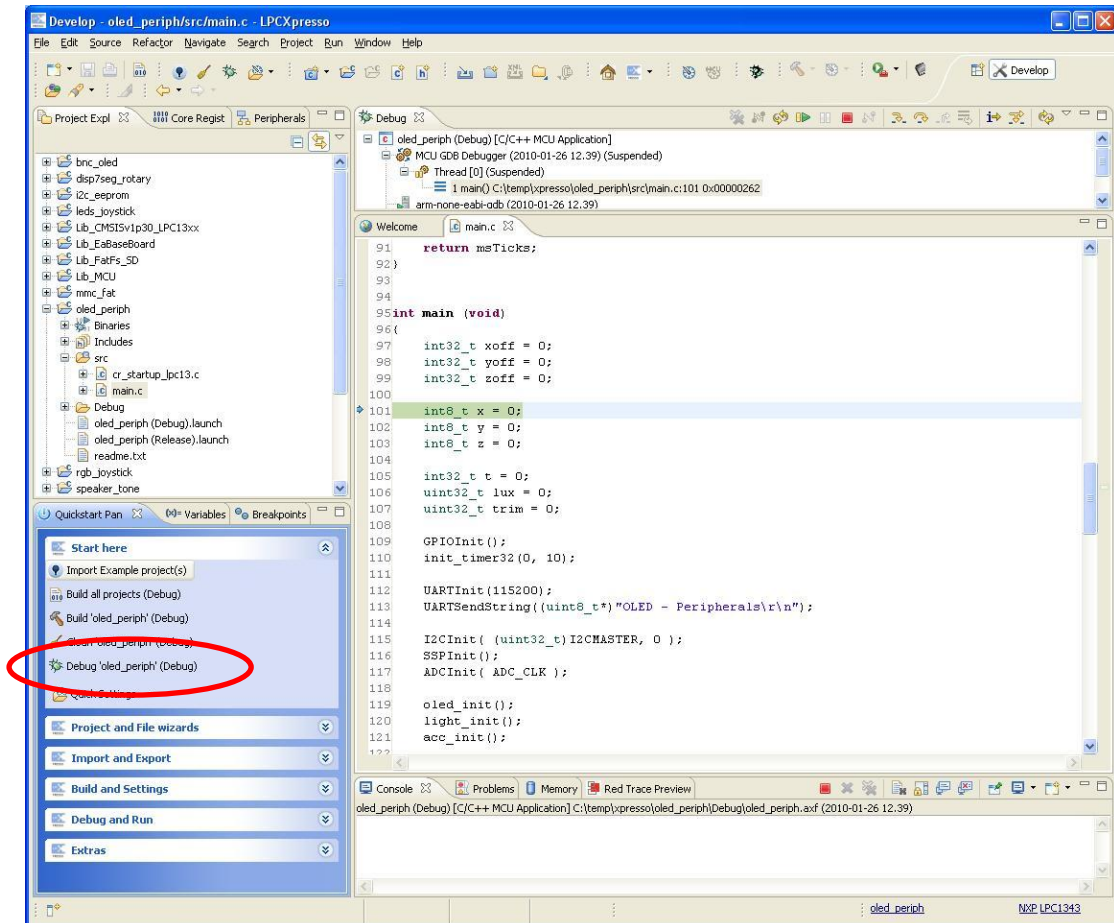 Develop - oled_periph/src/main.c - LPCXpresso
File Edit Source Refactor Navigate Search Project Run Window Help
Develop
Project Expl
Core Regist
Peripherals
bnc_oled
disp7seg_rotary
i2c_eeprom
leds_joystick
Lib_CMSISv1p30_LPC13xx
Lib_EaBaseBoard
Lib_FatFs_SD
Lib_MCU
mmc_fat
oled_periph
Binaries
Includes
src
cr_startup_lpc13.c
main.c
Debug
oled_periph (Debug).launch
oled_periph (Release).launch
readme.txt
rgb_joystick
speaker_tone
Debug
oled_periph (Debug) [C/C++ MCU Application]
MCU GDB Debugger (2010-01-26 12.39) (Suspended)
Thread [0] (Suspended)
1 main() C:\temp\xpresso\oled_periph\src\main.c:101 0x00000262
arm-none-eabi-gdb (2010-01-26 12.39)
Welcome
main.c
91 return msTicks;
92 }
93
94
95 int main (void)
96 {
97 int32_t xoff = 0;
98 int32_t yoff = 0;
99 int32_t zoff = 0;
100
101 int8_t x = 0;
102 int8_t y = 0;
103 int8_t z = 0;
104
105 int32_t t = 0;
106 uint32_t lux = 0;
107 uint32_t trim = 0;
108
109 GPIOInit();
110 init_timer32(0, 10);
111
112 UARTInit(115200);
113 UARTSendString((uint8_t*)"OLED - Peripherals\r\n");
114
115 I2CInit( (uint32_t)I2CMASTER, 0 );
116 SSPInit();
117 ADCInit( ADC_CLK );
118
119 oled_init();
120 light_init();
121 acc_init();
122
Quickstart Pan
(x)= Variables
Breakpoints
Start here
Import Example project(s)
Build all projects (Debug)
Build 'oled_periph' (Debug)
Clean 'oled_periph' (Debug)
Debug 'oled_periph' (Debug)
Quick Settings
Project and File wizards
Import and Export
Build and Settings
Debug and Run
Extras
Console
Problems
Memory
Red Trace Preview
oled_periph (Debug) [C/C++ MCU Application] C:\temp\xpresso\oled_periph\Debug\oled_periph.axf (2010-01-26 12.39)
oled_periph
NXP LPC1343